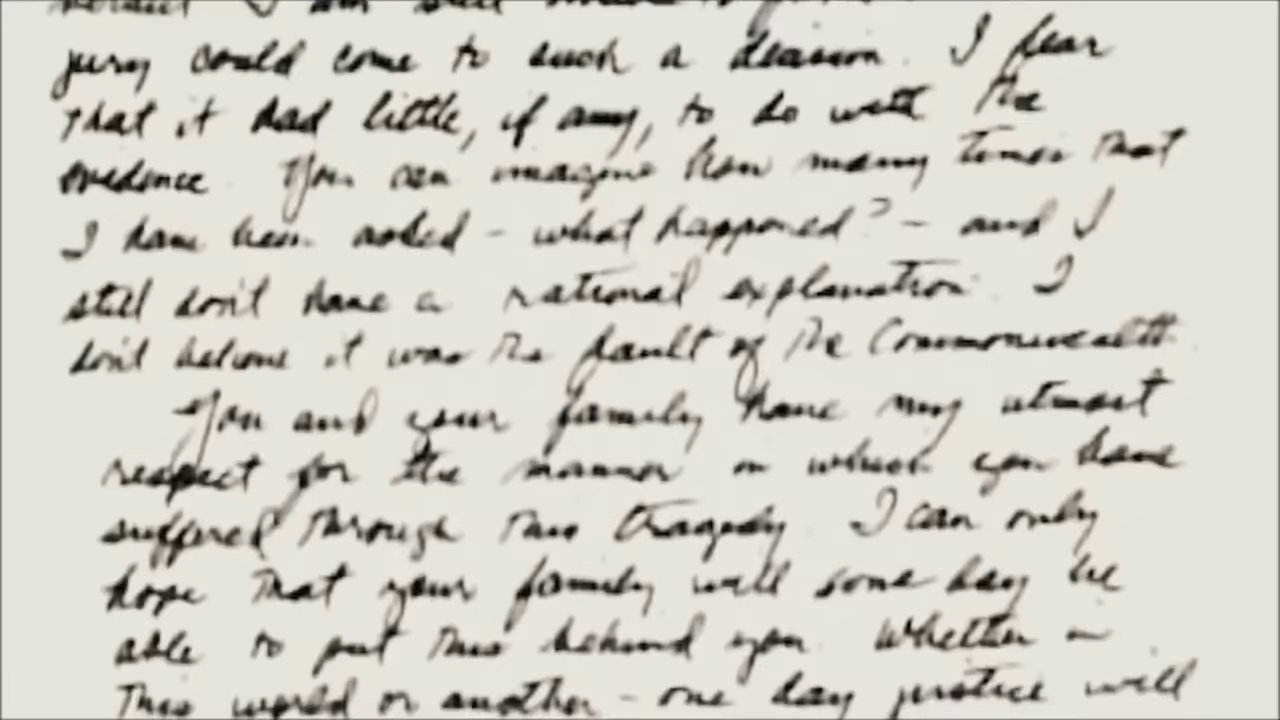 verdict I am still
jury could come to such a decision. I fear
that it had little, if any, to do with the
evidence. You can imagine how many times that
I have been asked - what happened? - and I
still don't have a rational explanation. I
don't believe it was the fault of the Commonwealth.
You and your family have my utmost
respect for the manner in which you have
suffered through this tragedy. I can only
hope that your family will some day be
able to put this behind you. Whether in
this world or another - one day justice will